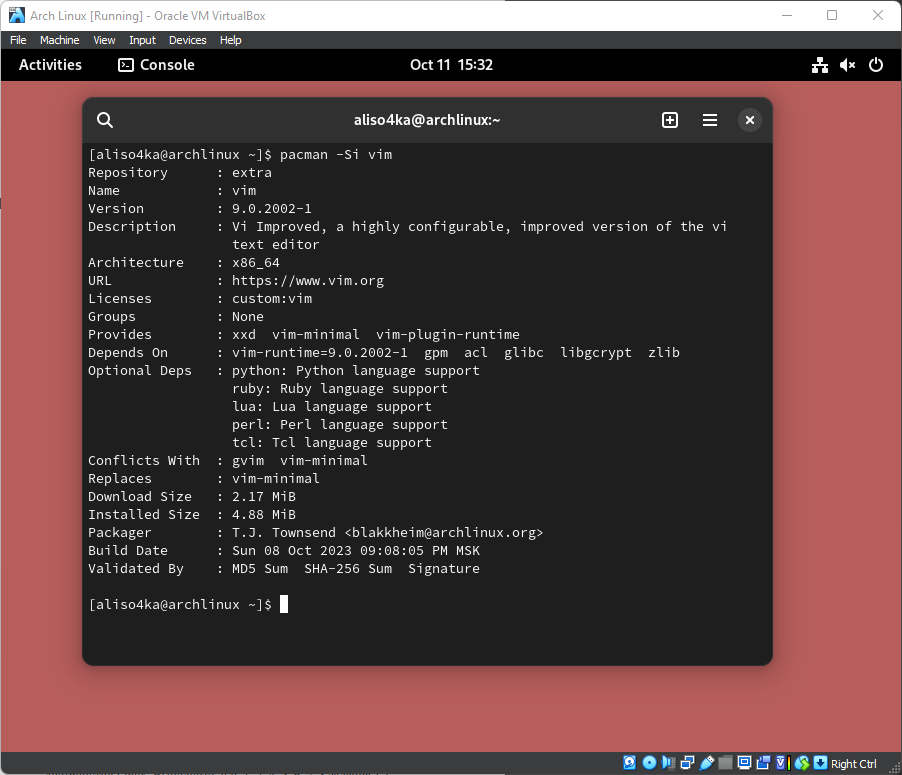 Arch Linux [Running] - Oracle VM VirtualBox
File Machine View Input Devices Help
Activities Console Oct 11 15:32
aliso4ka@archlinux:~
[aliso4ka@archlinux ~]$ pacman -Si vim
Repository : extra
Name : vim
Version : 9.0.2002-1
Description : Vi Improved, a highly configurable, improved version of the vi
text editor
Architecture : x86_64
URL : https://www.vim.org
Licenses : custom:vim
Groups : None
Provides : xxd vim-minimal vim-plugin-runtime
Depends On : vim-runtime=9.0.2002-1 gpm acl glibc libgcrypt zlib
Optional Deps : python: Python language support
ruby: Ruby language support
lua: Lua language support
perl: Perl language support
tcl: Tcl language support
Conflicts With : gvim vim-minimal
Replaces : vim-minimal
Download Size : 2.17 MiB
Installed Size : 4.88 MiB
Packager : T.J. Townsend <blakkheim@archlinux.org>
Build Date : Sun 08 Oct 2023 09:08:05 PM MSK
Validated By : MD5 Sum SHA-256 Sum Signature
[aliso4ka@archlinux ~]$
Right Ctrl